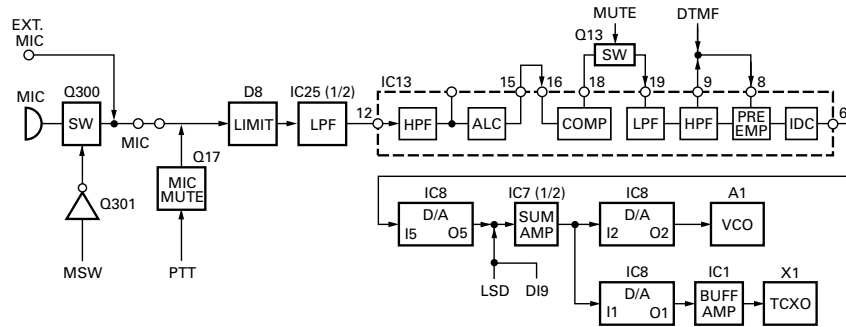 EXT.
MIC
MUTE
DTMF
Q13
SW
MIC
Q300
SW
MIC
D8
LIMIT
IC25 (1/2)
LPF
12
IC13
HPF
ALC
15
16
COMP
18
19
LPF
9
HPF
8
PRE
EMP
IDC
6
Q17
MIC
MUTE
PTT
Q301
MSW
IC8
D/A
I5
O5
IC7 (1/2)
SUM
AMP
LSD
DI9
IC8
D/A
I2
O2
A1
VCO
IC8
D/A
I1
O1
IC1
BUFF
AMP
X1
TCXO